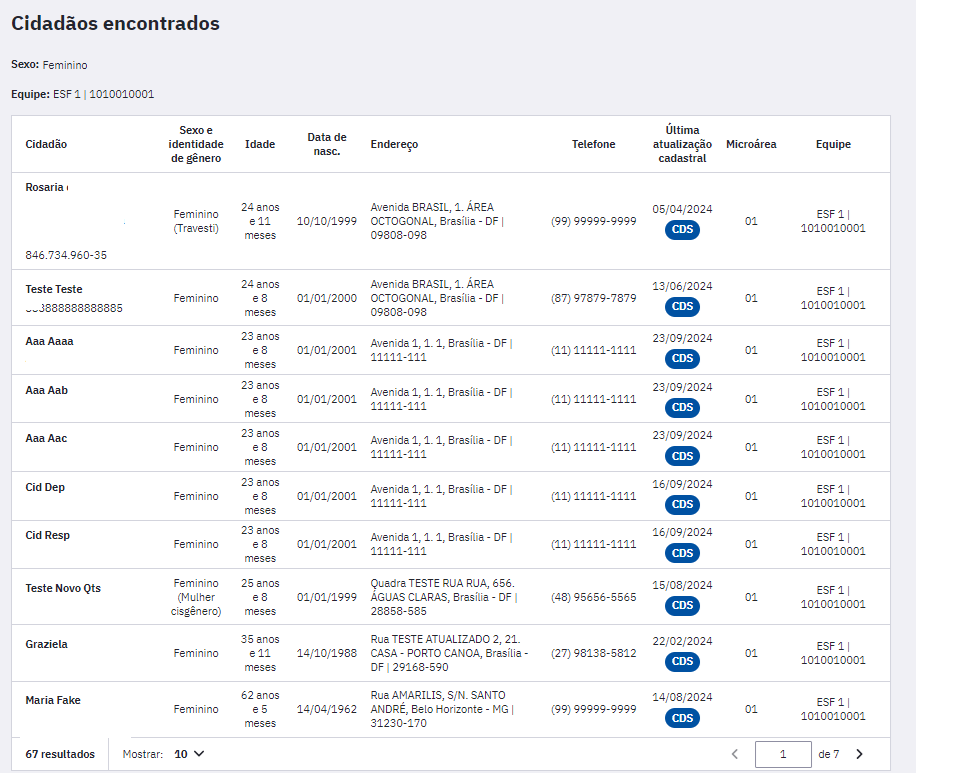 Cidadãos encontrados
Sexo: Feminino
Equipe: ESF 1 | 1010010001
Cidadão Sexo e identidade de gênero Idade Data de nasc. Endereço Telefone Última atualização cadastral Microárea Equipe
Rosaria
846.734.960-35
Feminino (Travesti)
24 anos e 11 meses
10/10/1999
Avenida BRASIL, 1. ÁREA
OCTOGONAL, Brasília - DF |
09808-098
(99) 99999-9999
05/04/2024
CDS
01
ESF 1 |
1010010001
Teste Teste
888888888885
Feminino
24 anos e 8 meses
01/01/2000
Avenida BRASIL, 1. ÁREA
OCTOGONAL, Brasília - DF |
09808-098
(87) 97879-7879
13/06/2024
CDS
01
ESF 1 |
1010010001
Aaa Aaaa
Feminino
23 anos e 8 meses
01/01/2001
Avenida 1, 1. 1, Brasília - DF |
11111-111
(11) 11111-1111
23/09/2024
CDS
01
ESF 1 |
1010010001
Aaa Aab
Feminino
23 anos e 8 meses
01/01/2001
Avenida 1, 1. 1, Brasília - DF |
11111-111
(11) 11111-1111
23/09/2024
CDS
01
ESF 1 |
1010010001
Aaa Aac
Feminino
23 anos e 8 meses
01/01/2001
Avenida 1, 1. 1, Brasília - DF |
11111-111
(11) 11111-1111
23/09/2024
CDS
01
ESF 1 |
1010010001
Cid Dep
Feminino
23 anos e 8 meses
01/01/2001
Avenida 1, 1. 1, Brasília - DF |
11111-111
(11) 11111-1111
16/09/2024
CDS
01
ESF 1 |
1010010001
Cid Resp
Feminino
23 anos e 8 meses
01/01/2001
Avenida 1, 1. 1, Brasília - DF |
11111-111
(11) 11111-1111
16/09/2024
CDS
01
ESF 1 |
1010010001
Teste Novo Qts
Feminino (Mulher cisgênero)
25 anos e 8 meses
01/01/1999
Quadra TESTE RUA RUA, 656.
ÁGUAS CLARAS, Brasília - DF |
28858-585
(48) 95656-5565
15/08/2024
CDS
01
ESF 1 |
1010010001
Graziela
Feminino
35 anos e 11 meses
14/10/1988
Rua TESTE ATUALIZADO 2, 21.
CASA - PORTO CANOA, Brasília -
DF | 29168-590
(27) 98138-5812
22/02/2024
CDS
01
ESF 1 |
1010010001
Maria Fake
Feminino
62 anos e 5 meses
14/04/1962
Rua AMARILIS, S/N. SANTO
ANDRÉ, Belo Horizonte - MG |
31230-170
(99) 99999-9999
14/08/2024
CDS
01
ESF 1 |
1010010001
67 resultados Mostrar: 10 1 de 7